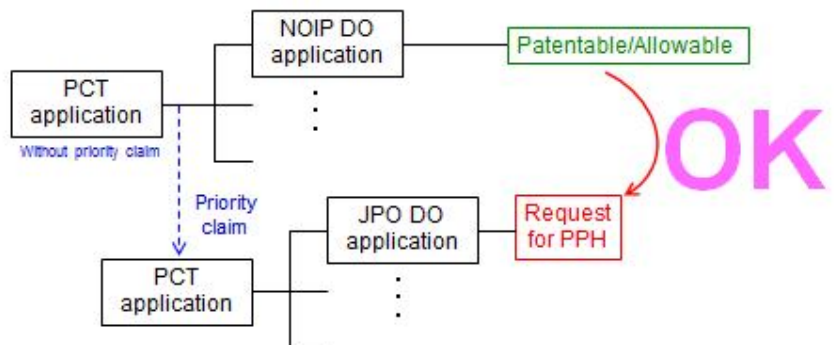 NOIP DO
application
Patentable/Allowable
PCT
application
Without priority claim
OK
Priority
claim
JPO DO
application
Request
for PPH
PCT
application